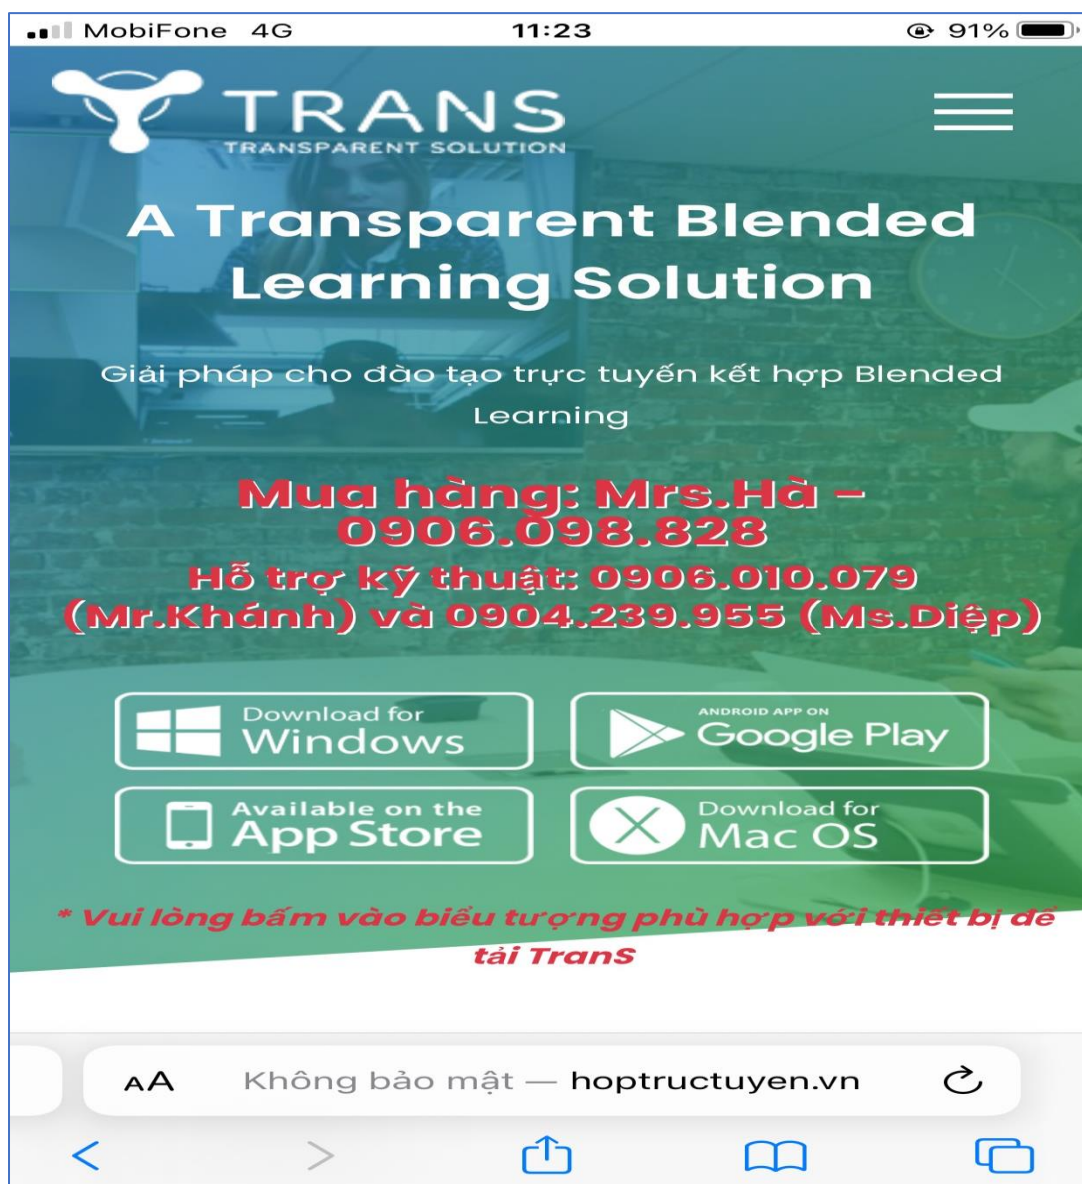 MobiFone 4G 11:23 91%
TRANS
TRANSPARENT SOLUTION
A Transparent Blended
Learning Solution
Giải pháp cho đào tạo trực tuyến kết hợp Blended
Learning
Mua hàng: Mrs.Hà –
0906.098.828
Hỗ trợ kỹ thuật: 0906.010.079
(Mr.Khánh) và 0904.239.955 (Ms.Diệp)
Download for
Windows
ANDROID APP ON
Google Play
Available on the
App Store
Download for
Mac OS
* Vui lòng bấm vào biểu tượng phù hợp với thiết bị để
tải TranS
AA Không bảo mật — hoptructuyen.vn